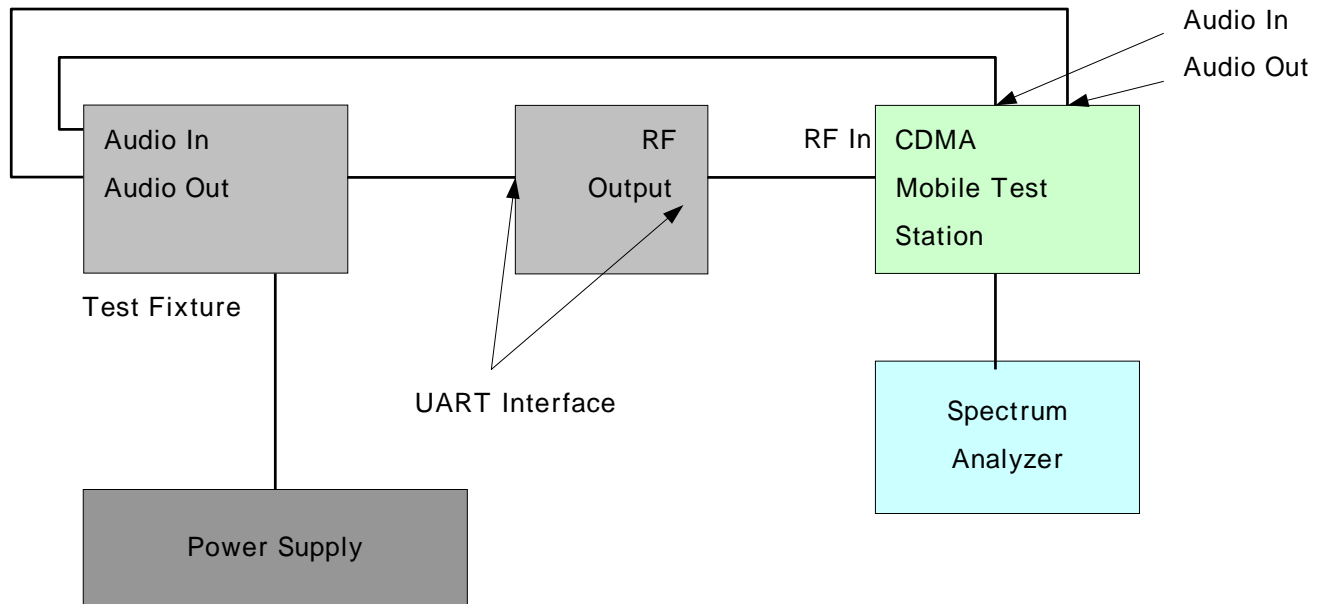 Audio In
Audio Out
Audio In
Audio Out
RF
Output
RF In
CDMA
Mobile Test
Station
Test Fixture
UART Interface
Spectrum
Analyzer
Power Supply